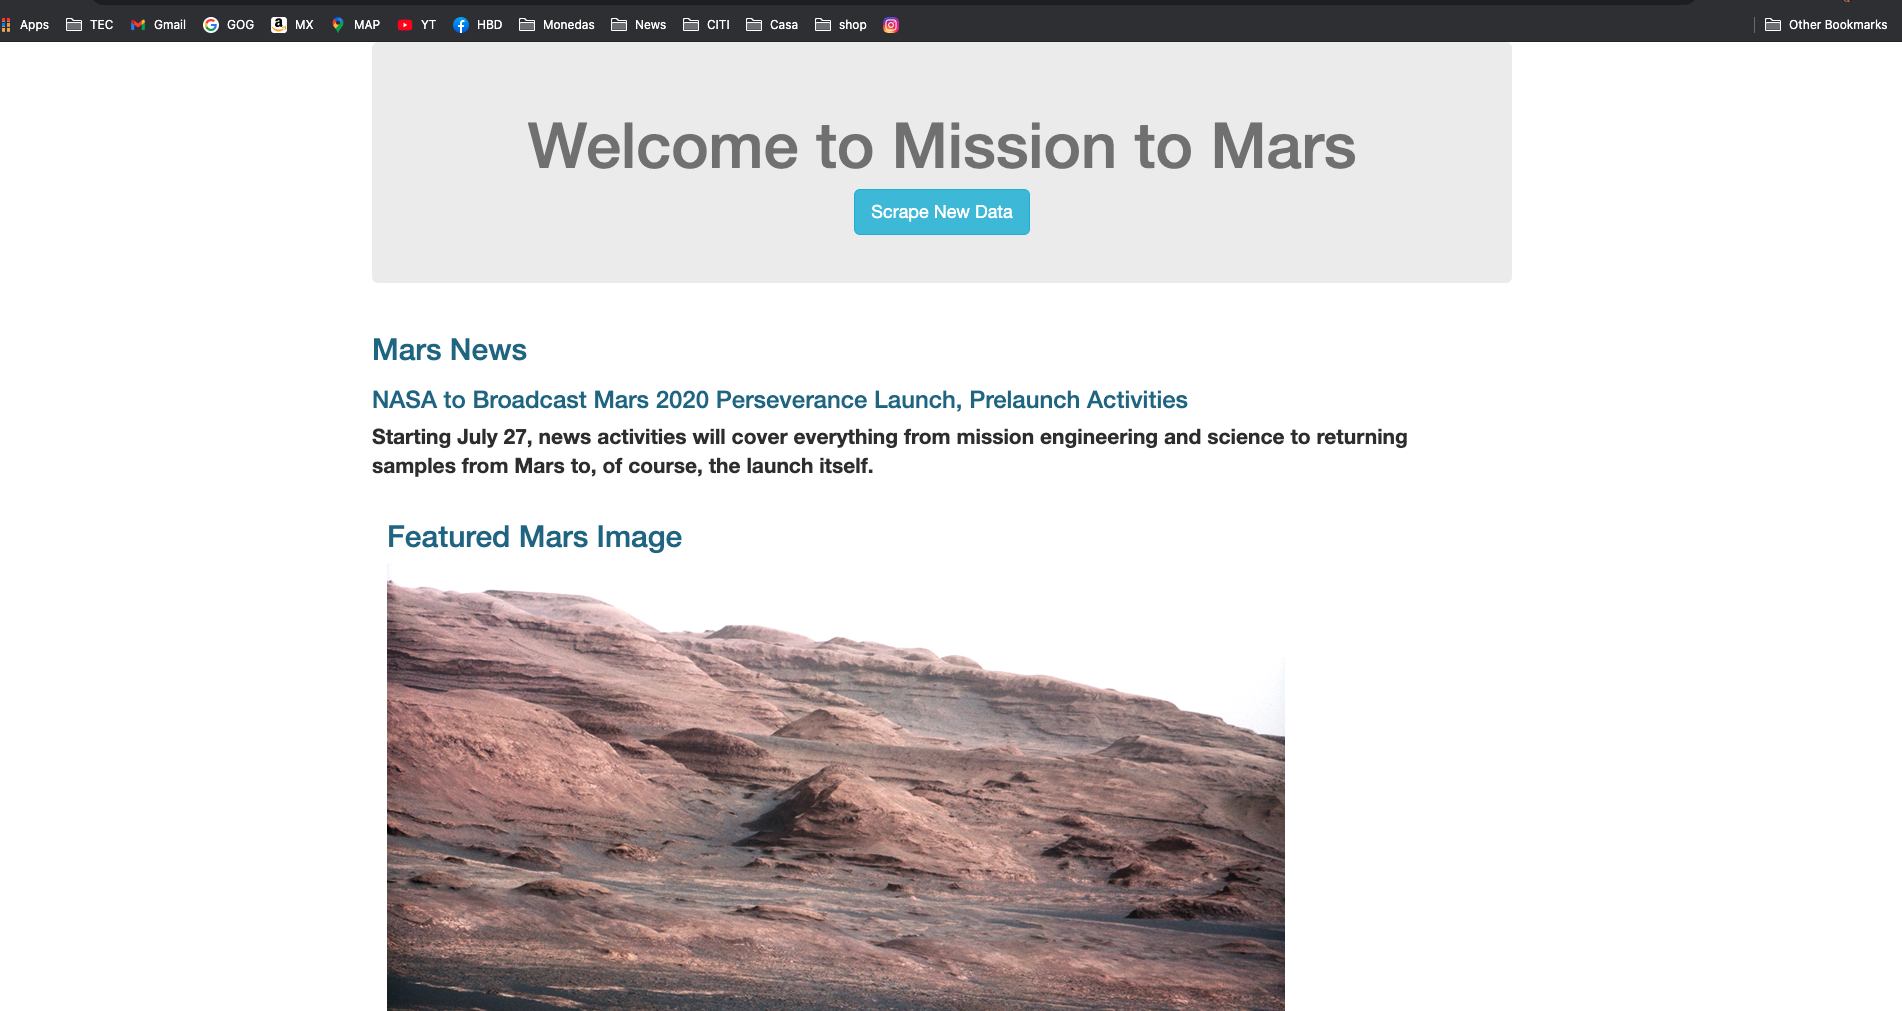 Apps TEC Gmail GOG MX MAP YT HBD Monedas News CITI Casa shop Other Bookmarks
Welcome to Mission to Mars
Scrape New Data
Mars News
NASA to Broadcast Mars 2020 Perseverance Launch, Prelaunch Activities
Starting July 27, news activities will cover everything from mission engineering and science to returning
samples from Mars to, of course, the launch itself.
Featured Mars Image